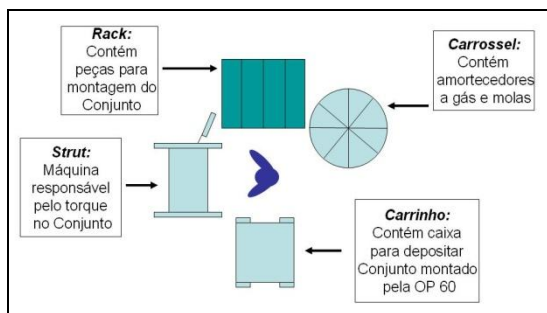 Rack:
Contém
peças para
montagem do
Conjunto
Carrossel:
Contém
amortecedores
a gás e molas
Strut:
Máquina
responsável
pelo torque
no Conjunto
Carrinho:
Contém caixa
para depositar
Conjunto montado
pela OP 60